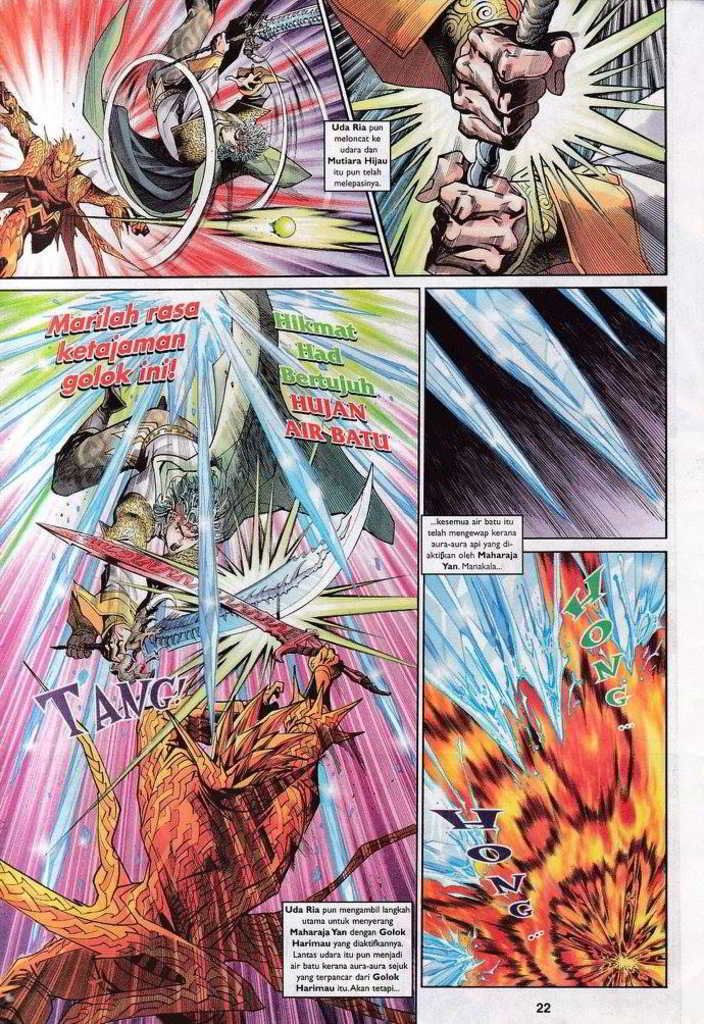 Uda Ria pun
meloncat ke
udara dan
Mutiara Hijau
itu pun telah
melepasinya.
Marilah rasa
ketajaman
golok ini!
Hikmat
Had
Bertujuh
HUJAN
AIR BATU
TANG!
Uda Ria pun mengambil langkah
utama untuk menyerang
Maharaja Yan dengan Golok
Harimau yang diaktifkannya.
Lantas udara itu pun menjadi
air batu kerana aura-aura sejuk
yang terpancar dari Golok
Harimau itu. Akan tetapi...
...kesemua air batu itu
telah mengewap kerana
aura-aura api yang di-
aktifkan oleh Maharaja
Yan. Manakala...
HONG...
HONG...
22